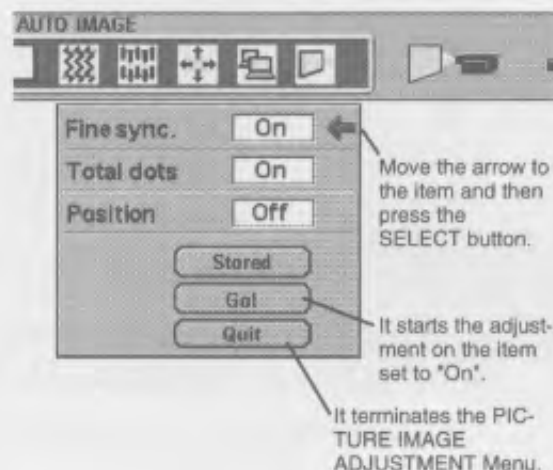 AUTO IMAGE
Fine sync. On
Total dots On
Position Off
Stored
Go!
Quit
Move the arrow to
the item and then
press the
SELECT button.
It starts the adjust-
ment on the item
set to "On".
It terminates the PIC-
TURE IMAGE
ADJUSTMENT Menu.